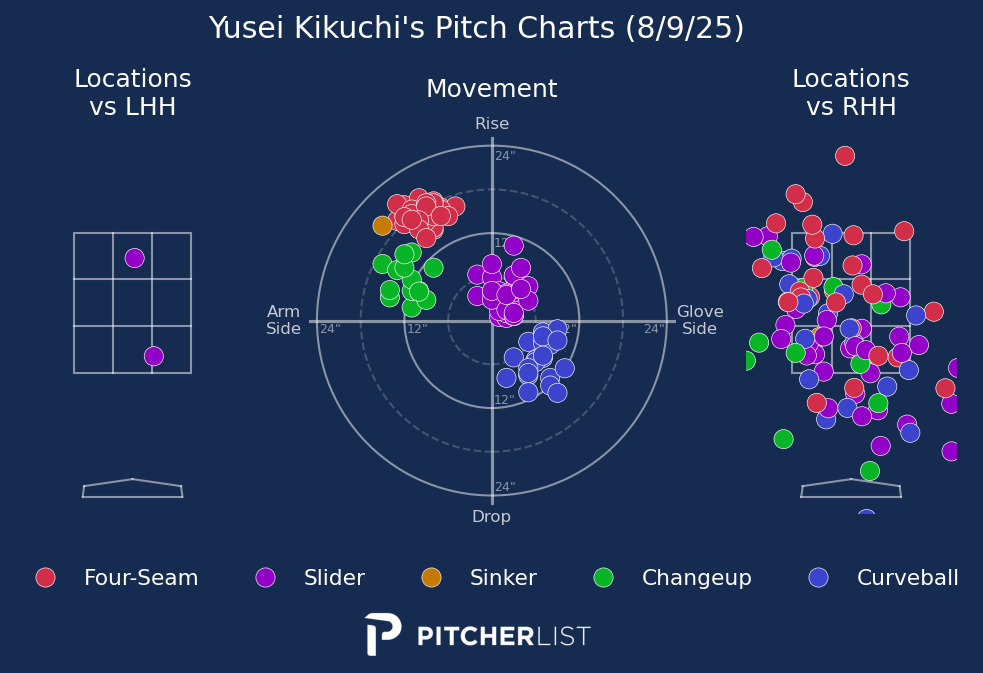 Yusei Kikuchi's Pitch Charts (8/9/25)
Locations
vs LHH
Movement
Locations
vs RHH
Rise
24"
12"
Arm
Side
24"
12"
2"
24"
Glove
Side
12"
24"
Drop
Four-Seam
Slider
Sinker
Changeup
Curveball
PITCHERLIST